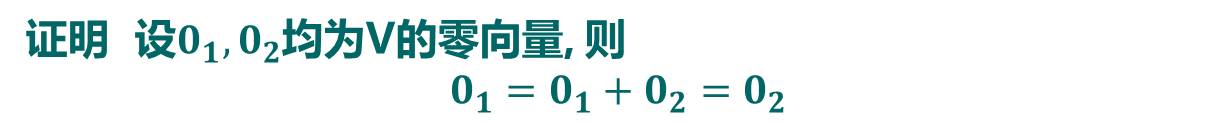 证明 设𝟎₁,𝟎₂均为V的零向量, 则
𝟎₁ = 𝟎₁ + 𝟎₂ = 𝟎₂